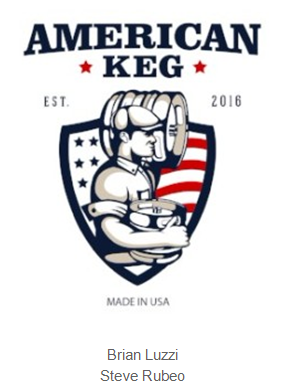 AMERICAN
KEG
EST. 2016
MADE IN USA
Brian Luzzi
Steve Rubeo